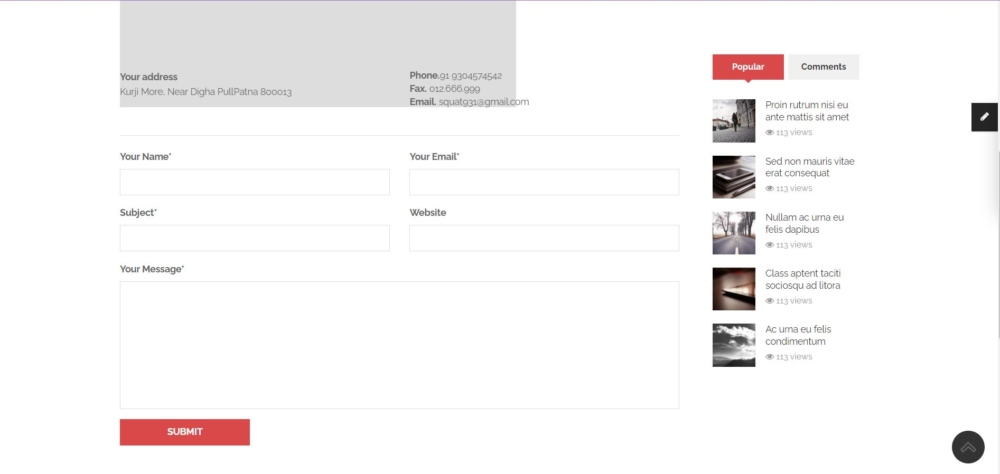 Your address
Kurji More, Near Digha PullPatna 800013
Phone.91 9304574542
Fax. 012.666.999
Email. squat931@gmail.com
Your Name*
Your Email*
Subject*
Website
Your Message*
SUBMIT
Popular
Comments
Proin rutrum nisi eu
ante mattis sit amet
113 views
Sed non mauris vitae
erat consequat
113 views
Nullam ac urna eu
felis dapibus
113 views
Class aptent taciti
sociosqu ad litora
113 views
Ac urna eu felis
condimentum
113 views